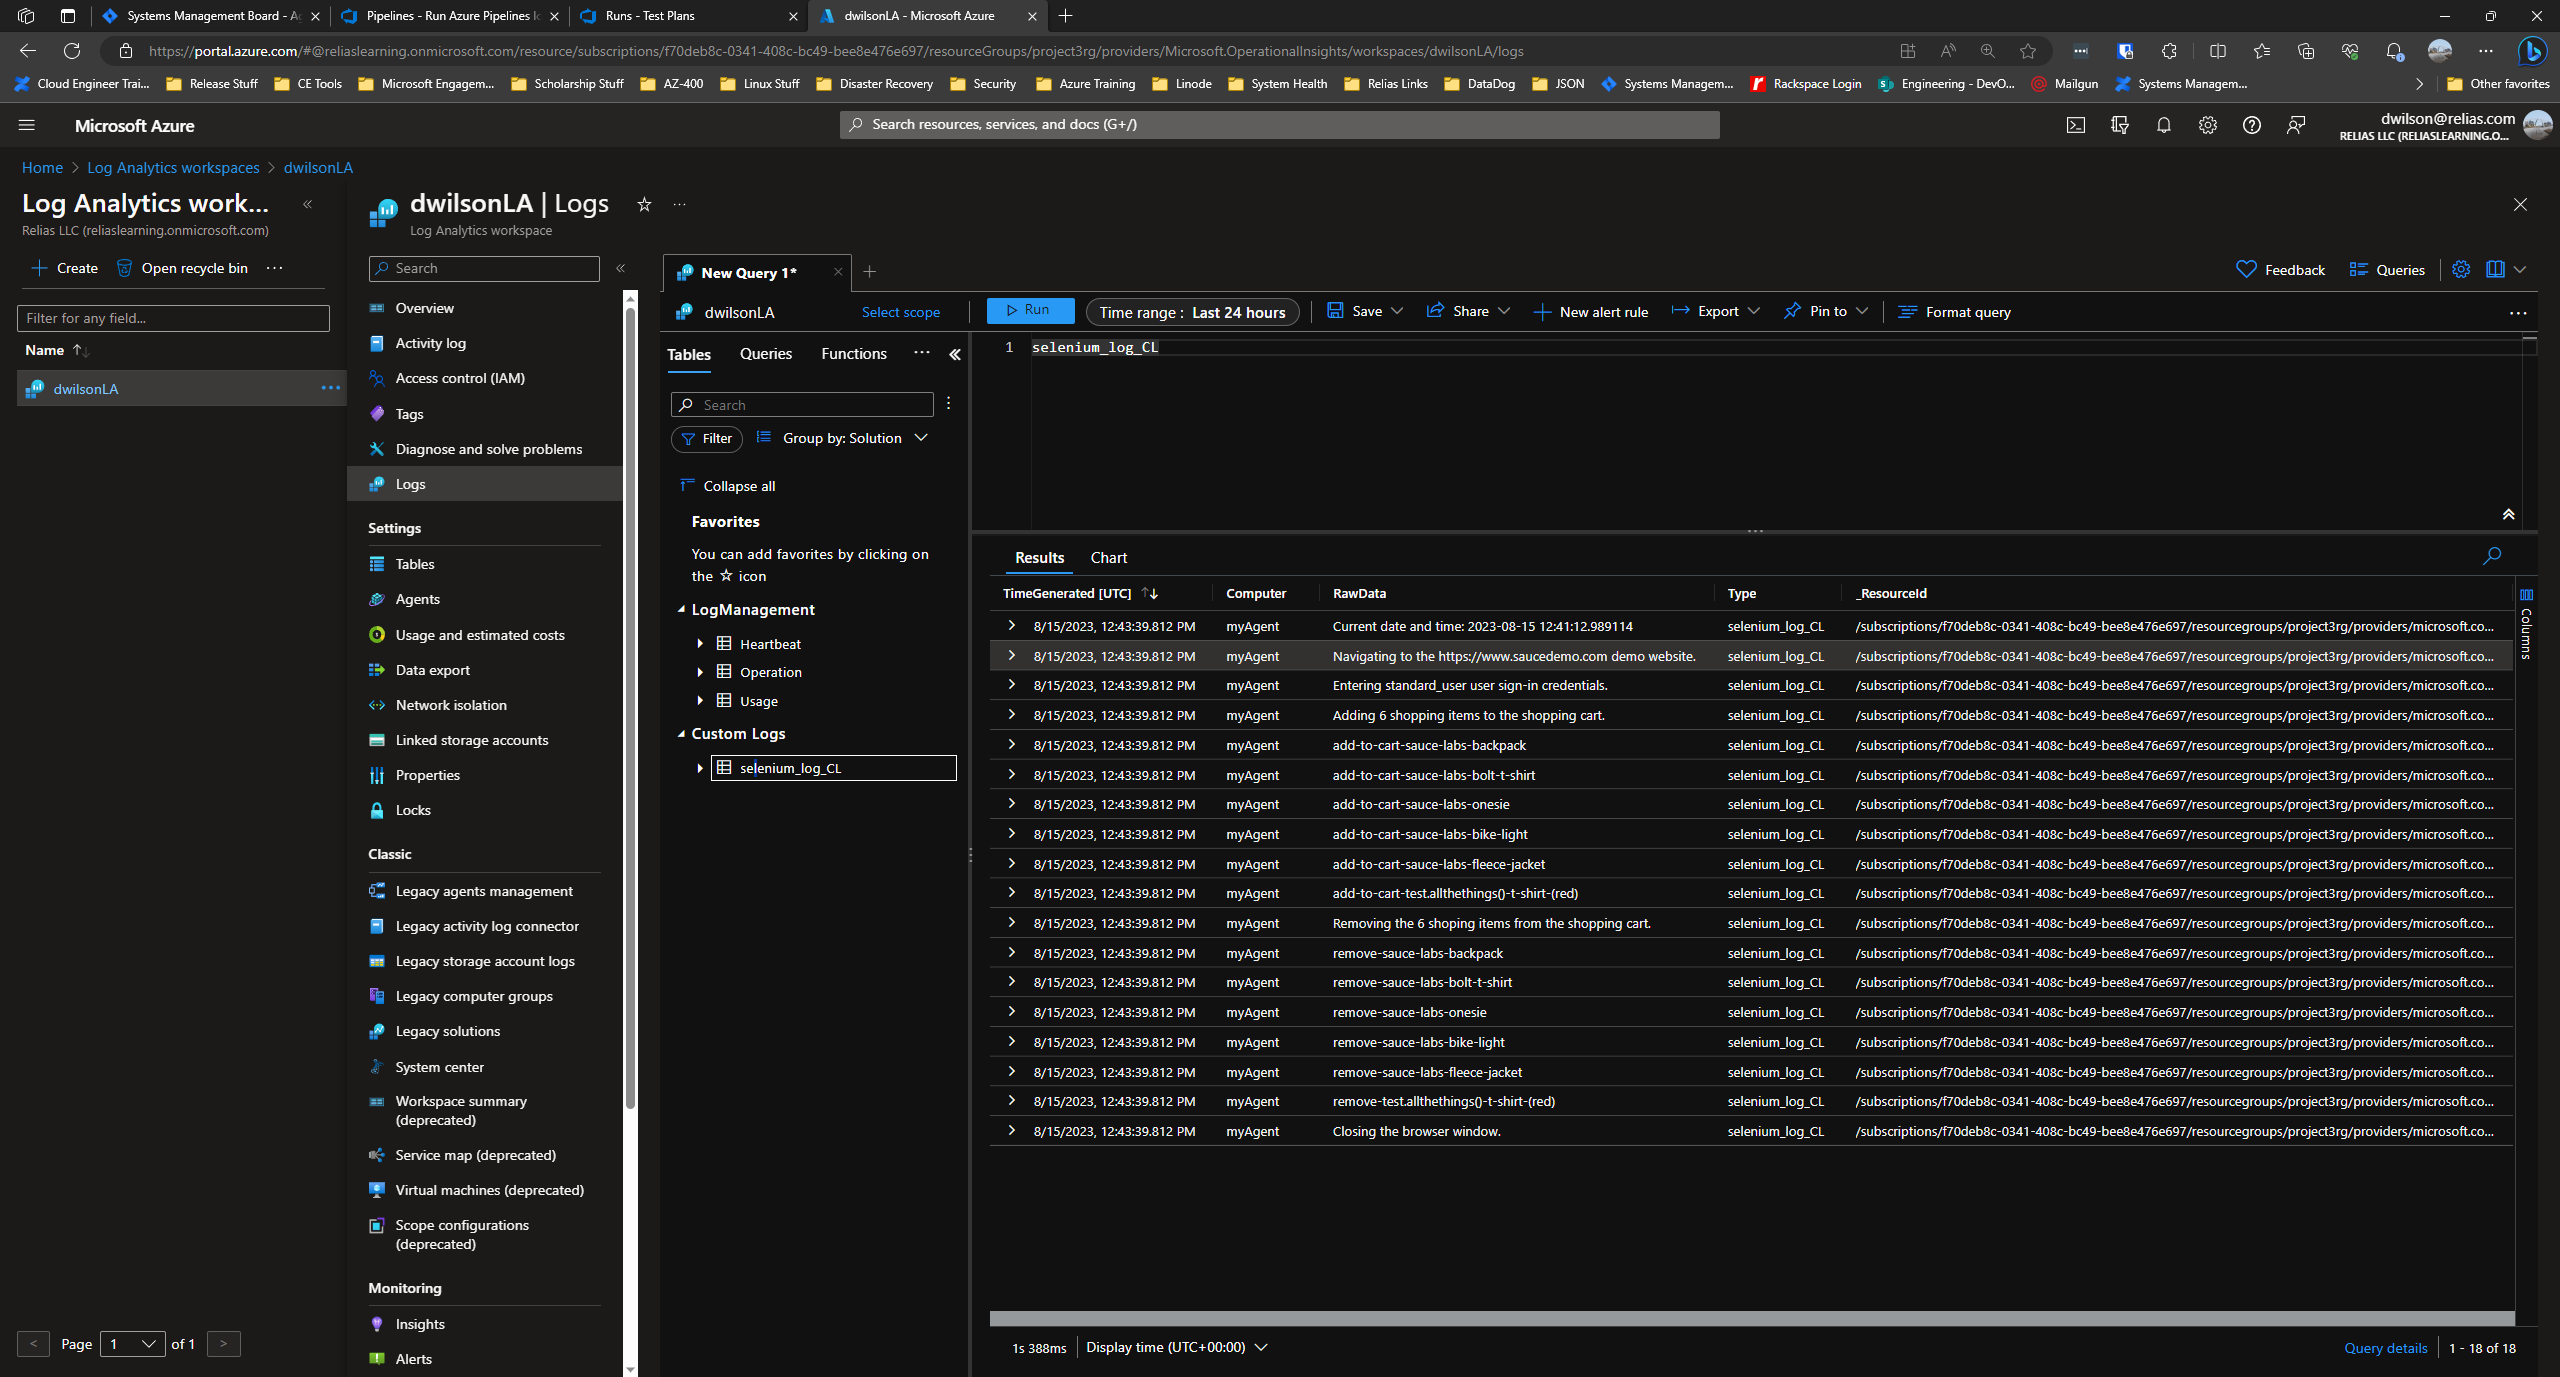 Systems Management Board - Ag
Pipelines - Run Azure Pipelines
Runs - Test Plans
dwilsonLA - Microsoft Azure
https://portal.azure.com/#@reliaslearning.onmicrosoft.com/resource/subscriptions/f70deb8c-0341-408c-bc49-bee8e476e697/resourceGroups/project3rg/providers/Microsoft.OperationalInsights/workspaces/dwilsonLA/logs
Cloud Engineer Trai...
Release Stuff
CE Tools
Microsoft Engagem...
Scholarship Stuff
AZ-400
Linux Stuff
Disaster Recovery
Security
Azure Training
Linode
System Health
Relias Links
DataDog
JSON
Systems Managem...
Rackspace Login
Engineering - DevO...
Mailgun
Systems Managem...
Other favorites
Microsoft Azure
Search resources, services, and docs (G+/)
dwilson@relias.com
RELIAS LLC (RELIASLEARNING.O...
Home > Log Analytics workspaces > dwilsonLA
Log Analytics work...
Relias LLC (reliaslearning.onmicrosoft.com)
Create
Open recycle bin
Filter for any field...
Name
dwilsonLA
< Page 1 of 1 >
dwilsonLA | Logs
Log Analytics workspace
Search
Overview
Activity log
Access control (IAM)
Tags
Diagnose and solve problems
Logs
Settings
Tables
Agents
Usage and estimated costs
Data export
Network isolation
Linked storage accounts
Properties
Locks
Classic
Legacy agents management
Legacy activity log connector
Legacy storage account logs
Legacy computer groups
Legacy solutions
System center
Workspace summary
(deprecated)
Service map (deprecated)
Virtual machines (deprecated)
Scope configurations
(deprecated)
Monitoring
Insights
Alerts
New Query 1*
Feedback
Queries
dwilsonLA
Select scope
Run
Time range : Last 24 hours
Save
Share
New alert rule
Export
Pin to
Format query
Tables
Queries
Functions
Search
Filter
Group by: Solution
Collapse all
Favorites
You can add favorites by clicking on
the ☆ icon
LogManagement
Heartbeat
Operation
Usage
Custom Logs
selenium_log_CL
1 selenium_log_CL
Results
Chart
TimeGenerated [UTC] Computer RawData Type _ResourceId
8/15/2023, 12:43:39.812 PM myAgent Current date and time: 2023-08-15 12:41:12.989114 selenium_log_CL /subscriptions/f70deb8c-0341-408c-bc49-bee8e476e697/resourcegroups/project3rg/providers/microsoft.co...
8/15/2023, 12:43:39.812 PM myAgent Navigating to the https://www.saucedemo.com demo website. selenium_log_CL /subscriptions/f70deb8c-0341-408c-bc49-bee8e476e697/resourcegroups/project3rg/providers/microsoft.co...
8/15/2023, 12:43:39.812 PM myAgent Entering standard_user user sign-in credentials. selenium_log_CL /subscriptions/f70deb8c-0341-408c-bc49-bee8e476e697/resourcegroups/project3rg/providers/microsoft.co...
8/15/2023, 12:43:39.812 PM myAgent Adding 6 shopping items to the shopping cart. selenium_log_CL /subscriptions/f70deb8c-0341-408c-bc49-bee8e476e697/resourcegroups/project3rg/providers/microsoft.co...
8/15/2023, 12:43:39.812 PM myAgent add-to-cart-sauce-labs-backpack selenium_log_CL /subscriptions/f70deb8c-0341-408c-bc49-bee8e476e697/resourcegroups/project3rg/providers/microsoft.co...
8/15/2023, 12:43:39.812 PM myAgent add-to-cart-sauce-labs-bolt-t-shirt selenium_log_CL /subscriptions/f70deb8c-0341-408c-bc49-bee8e476e697/resourcegroups/project3rg/providers/microsoft.co...
8/15/2023, 12:43:39.812 PM myAgent add-to-cart-sauce-labs-onesie selenium_log_CL /subscriptions/f70deb8c-0341-408c-bc49-bee8e476e697/resourcegroups/project3rg/providers/microsoft.co...
8/15/2023, 12:43:39.812 PM myAgent add-to-cart-sauce-labs-bike-light selenium_log_CL /subscriptions/f70deb8c-0341-408c-bc49-bee8e476e697/resourcegroups/project3rg/providers/microsoft.co...
8/15/2023, 12:43:39.812 PM myAgent add-to-cart-sauce-labs-fleece-jacket selenium_log_CL /subscriptions/f70deb8c-0341-408c-bc49-bee8e476e697/resourcegroups/project3rg/providers/microsoft.co...
8/15/2023, 12:43:39.812 PM myAgent add-to-cart-test.allthethings()-t-shirt-(red) selenium_log_CL /subscriptions/f70deb8c-0341-408c-bc49-bee8e476e697/resourcegroups/project3rg/providers/microsoft.co...
8/15/2023, 12:43:39.812 PM myAgent Removing the 6 shoping items from the shopping cart. selenium_log_CL /subscriptions/f70deb8c-0341-408c-bc49-bee8e476e697/resourcegroups/project3rg/providers/microsoft.co...
8/15/2023, 12:43:39.812 PM myAgent remove-sauce-labs-backpack selenium_log_CL /subscriptions/f70deb8c-0341-408c-bc49-bee8e476e697/resourcegroups/project3rg/providers/microsoft.co...
8/15/2023, 12:43:39.812 PM myAgent remove-sauce-labs-bolt-t-shirt selenium_log_CL /subscriptions/f70deb8c-0341-408c-bc49-bee8e476e697/resourcegroups/project3rg/providers/microsoft.co...
8/15/2023, 12:43:39.812 PM myAgent remove-sauce-labs-onesie selenium_log_CL /subscriptions/f70deb8c-0341-408c-bc49-bee8e476e697/resourcegroups/project3rg/providers/microsoft.co...
8/15/2023, 12:43:39.812 PM myAgent remove-sauce-labs-bike-light selenium_log_CL /subscriptions/f70deb8c-0341-408c-bc49-bee8e476e697/resourcegroups/project3rg/providers/microsoft.co...
8/15/2023, 12:43:39.812 PM myAgent remove-sauce-labs-fleece-jacket selenium_log_CL /subscriptions/f70deb8c-0341-408c-bc49-bee8e476e697/resourcegroups/project3rg/providers/microsoft.co...
8/15/2023, 12:43:39.812 PM myAgent remove-test.allthethings()-t-shirt-(red) selenium_log_CL /subscriptions/f70deb8c-0341-408c-bc49-bee8e476e697/resourcegroups/project3rg/providers/microsoft.co...
8/15/2023, 12:43:39.812 PM myAgent Closing the browser window. selenium_log_CL /subscriptions/f70deb8c-0341-408c-bc49-bee8e476e697/resourcegroups/project3rg/providers/microsoft.co...
Columns
1s 388ms
Display time (UTC+00:00)
Query details
1 - 18 of 18